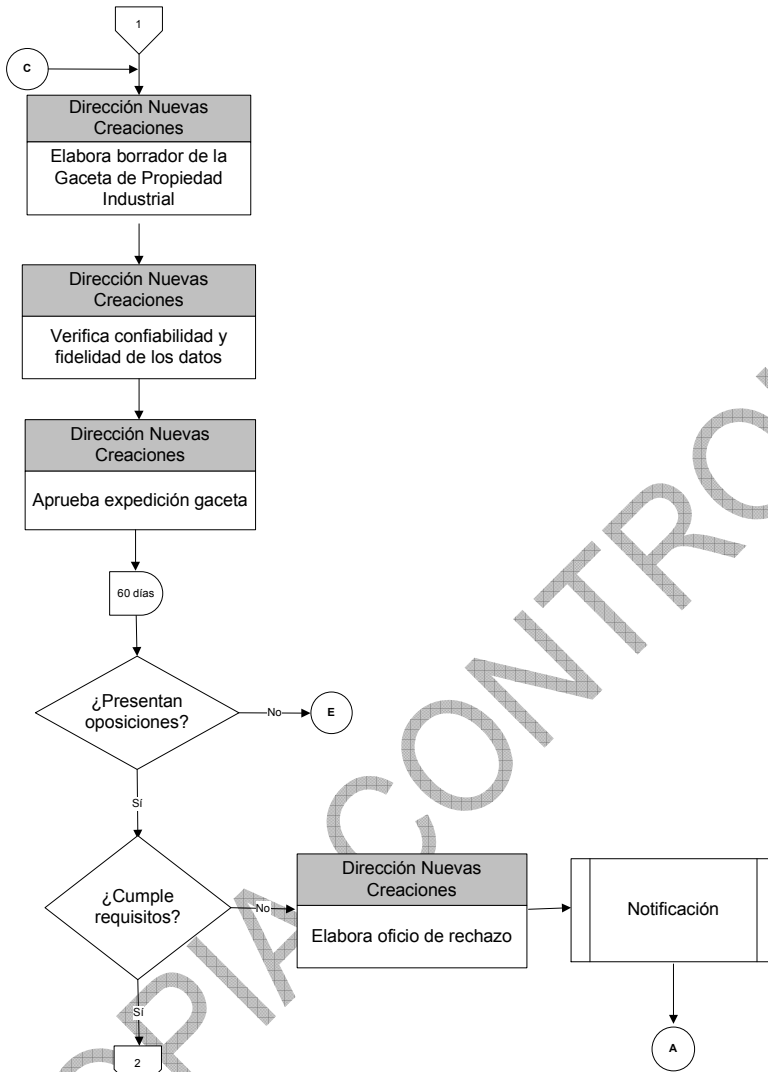 1
C
Dirección Nuevas
Creaciones
Elabora borrador de la
Gaceta de Propiedad
Industrial
Dirección Nuevas
Creaciones
Verifica confiabilidad y
fidelidad de los datos
Dirección Nuevas
Creaciones
Aprueba expedición gaceta
60 días
¿Presentan
oposiciones?
No
E
Sí
¿Cumple
requisitos?
No
Dirección Nuevas
Creaciones
Elabora oficio de rechazo
Notificación
Sí
2
A
OPIA CONTRO